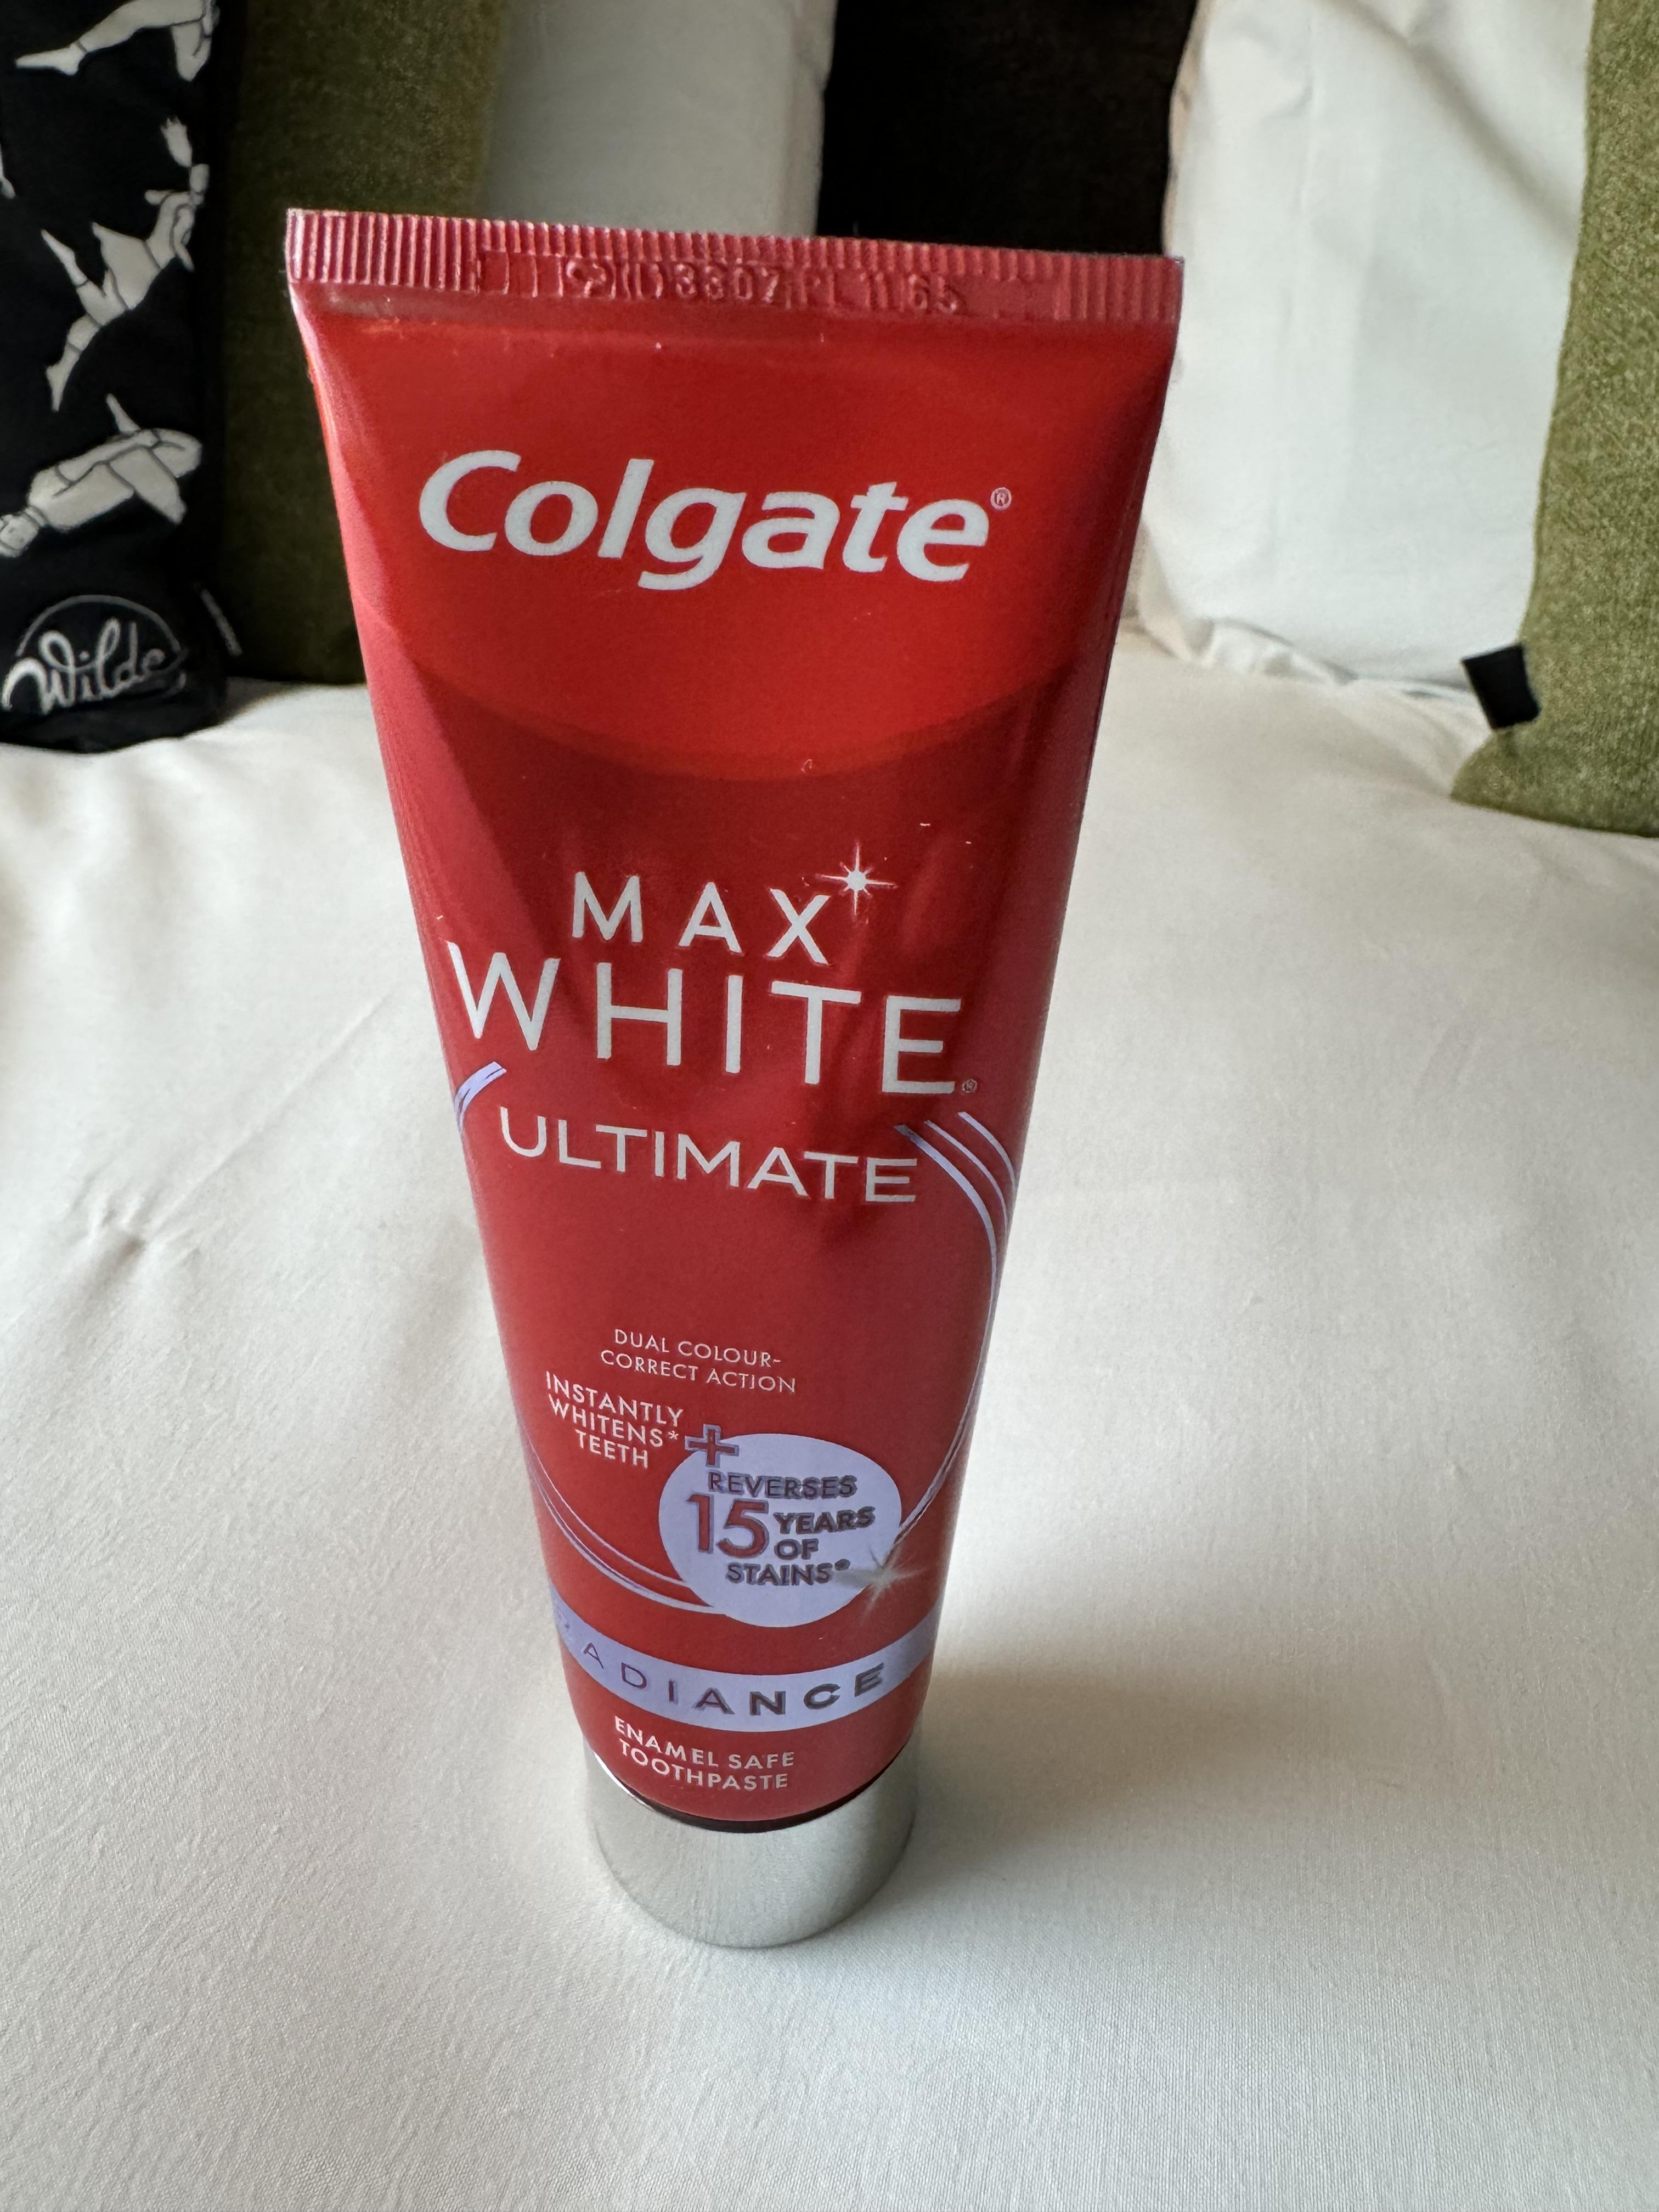 Colgate®
MAX
WHITE®
ULTIMATE
DUAL COLOUR-
CORRECT ACTION
INSTANTLY
WHITENS*
TEETH
+
REVERSES
15 YEARS
OF
STAINS*
RADIANCE
ENAMEL SAFE
TOOTHPASTE
Wilde